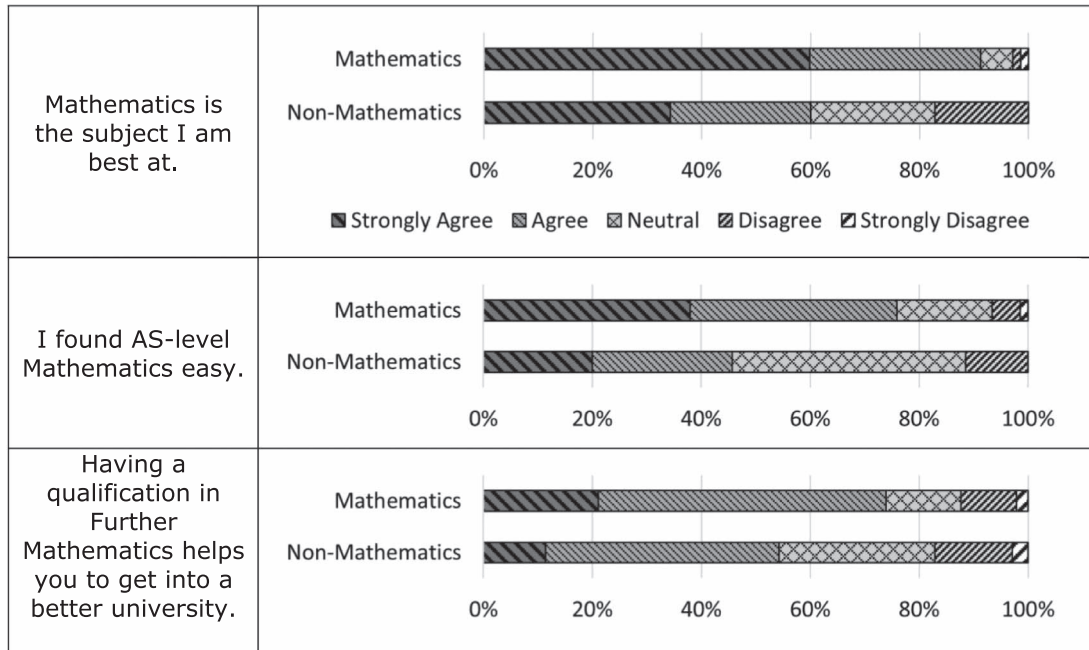 Mathematics is
the subject I am
best at.
Mathematics
Non-Mathematics
0% 20% 40% 60% 80% 100%
Strongly Agree Agree Neutral Disagree Strongly Disagree
I found AS-level
Mathematics easy.
Mathematics
Non-Mathematics
0% 20% 40% 60% 80% 100%
Having a
qualification in
Further
Mathematics helps
you to get into a
better university.
Mathematics
Non-Mathematics
0% 20% 40% 60% 80% 100%